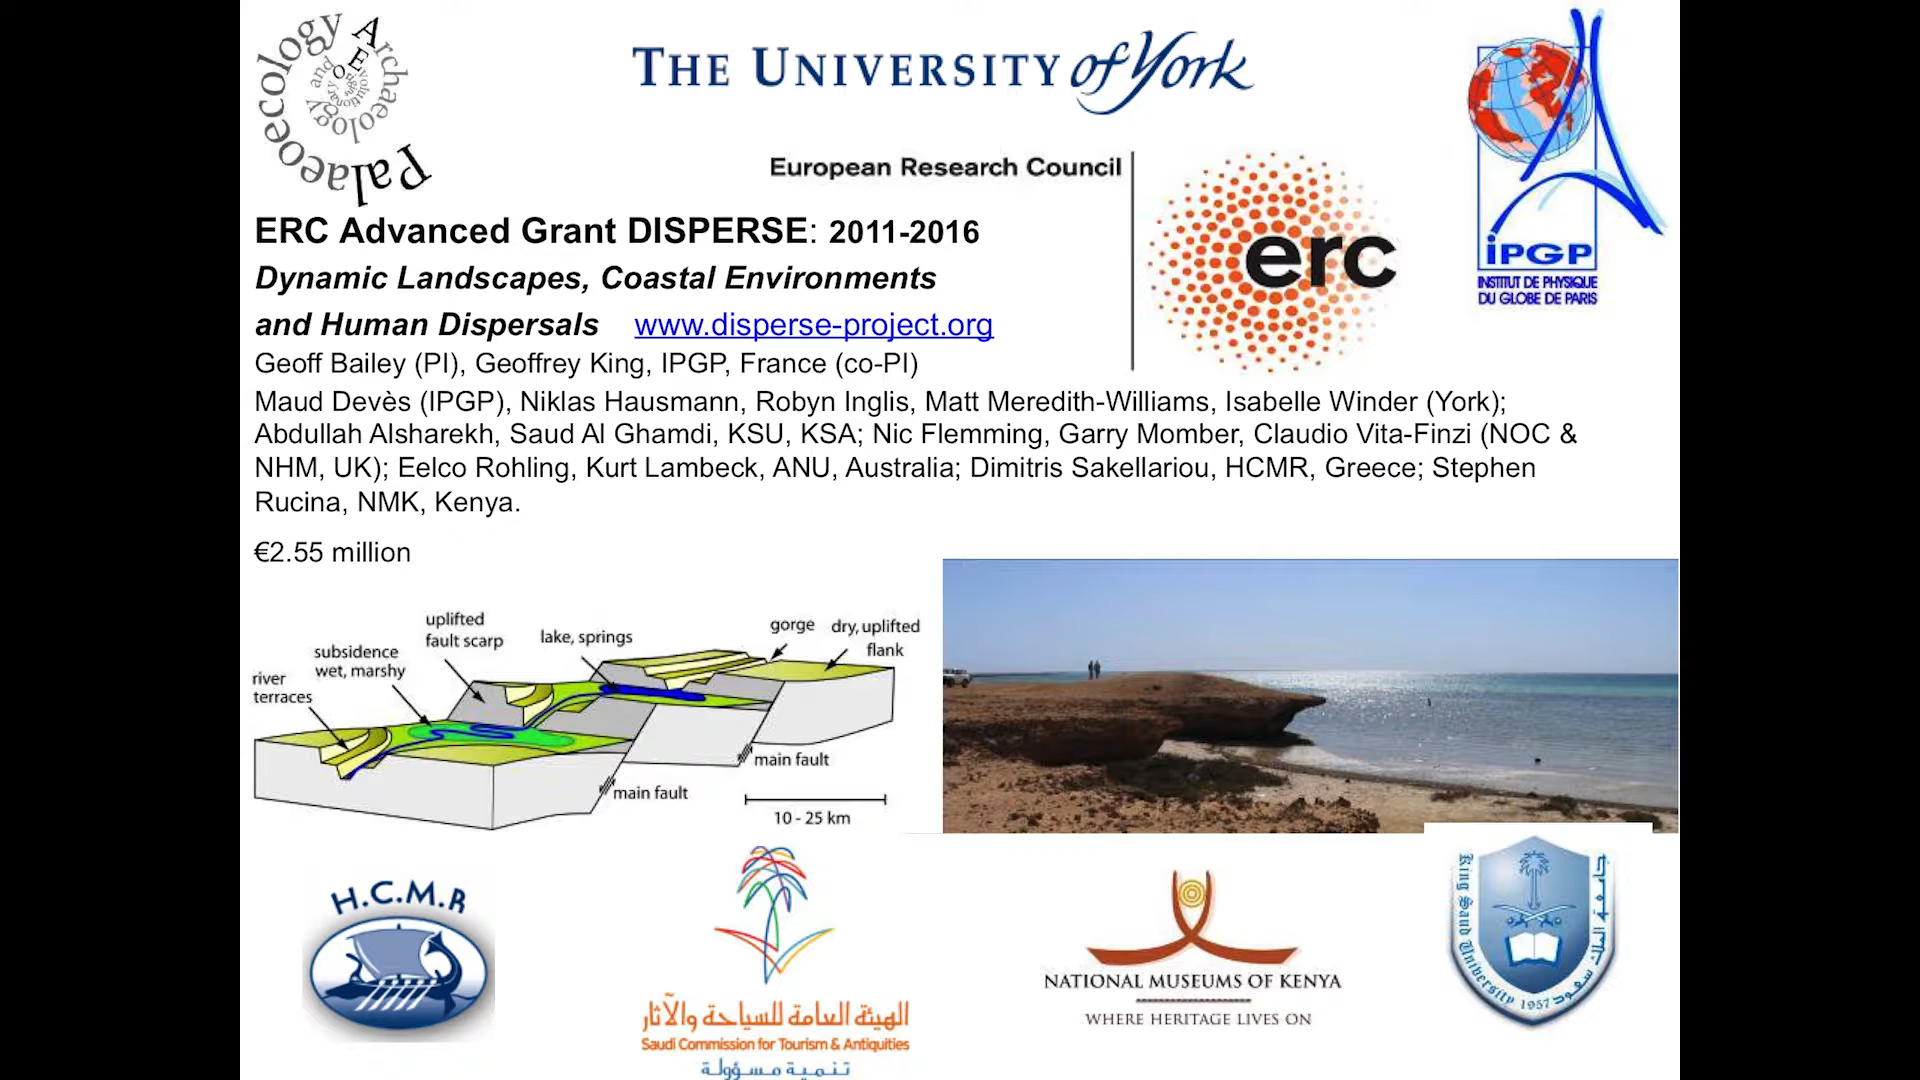 Palaeoecology
and
Archaeology
Evolutionary
THE UNIVERSITY of York
European Research Council
erc
IPGP
INSTITUT DE PHYSIQUE
DU GLOBE DE PARIS
ERC Advanced Grant DISPERSE: 2011-2016
Dynamic Landscapes, Coastal Environments
and Human Dispersals www.disperse-project.org
Geoff Bailey (PI), Geoffrey King, IPGP, France (co-PI)
Maud Devès (IPGP), Niklas Hausmann, Robyn Inglis, Matt Meredith-Williams, Isabelle Winder (York);
Abdullah Alsharekh, Saud Al Ghamdi, KSU, KSA; Nic Flemming, Garry Momber, Claudio Vita-Finzi (NOC &
NHM, UK); Eelco Rohling, Kurt Lambeck, ANU, Australia; Dimitris Sakellariou, HCMR, Greece; Stephen
Rucina, NMK, Kenya.
€2.55 million
river
terraces
subsidence
wet, marshy
uplifted
fault scarp
lake, springs
gorge
dry, uplifted
flank
main fault
main fault
10 - 25 km
H.C.M.R
الهيئة العامة للسياحة والآثار
Saudi Commission for Tourism & Antiquities
تنمية مسؤولة
NATIONAL MUSEUMS OF KENYA
WHERE HERITAGE LIVES ON
King Saud University 1957
جامعة الملك سعود